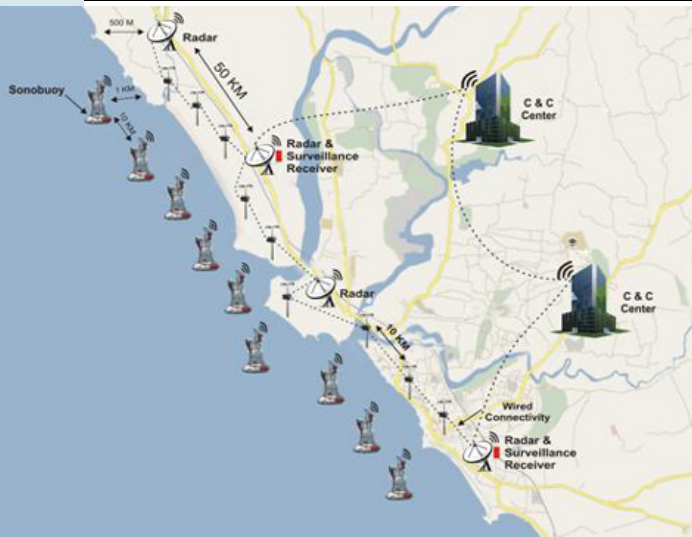 500 M
Radar
Sonobuoy
1 KM
10 KM
50 KM
C & C
Center
Radar &
Surveillance
Receiver
C & C
Center
Radar
10 KM
Wired
Connectivity
Radar &
Surveillance
Receiver